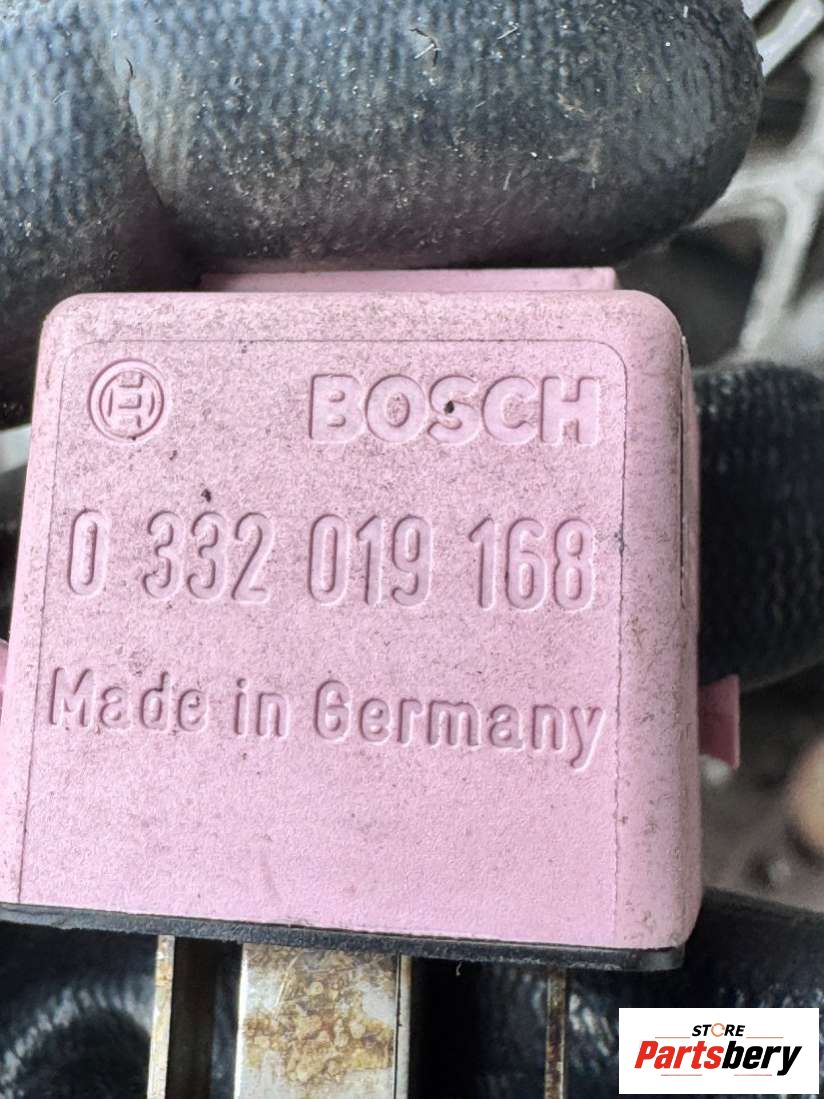 BOSCH
0 332 019 168
Made in Germany
STORE
Partsbery